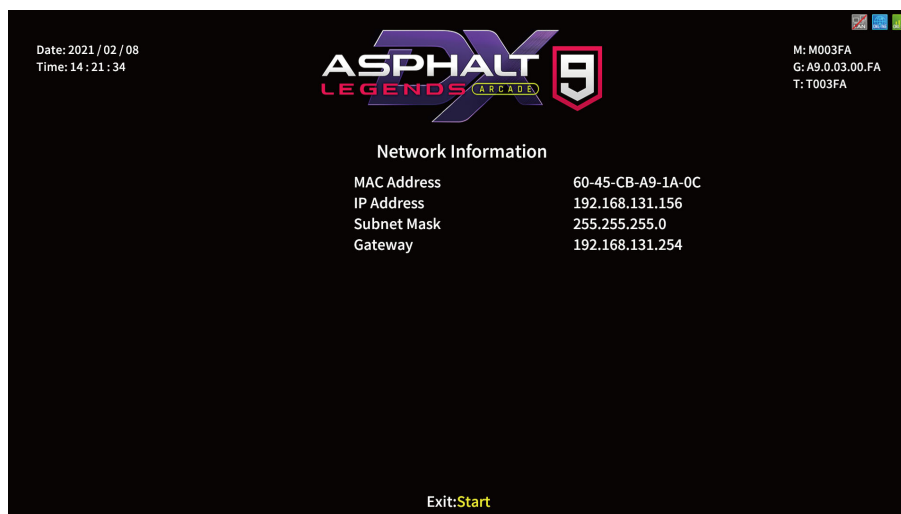 Date: 2021 / 02 / 08
Time: 14 : 21 : 34
DX
ASPHALT 9
LEGENDS ARCADE
M: M003FA
G: A9.0.03.00.FA
T: T003FA
Network Information
MAC Address 60-45-CB-A9-1A-0C
IP Address 192.168.131.156
Subnet Mask 255.255.255.0
Gateway 192.168.131.254
Exit:Start